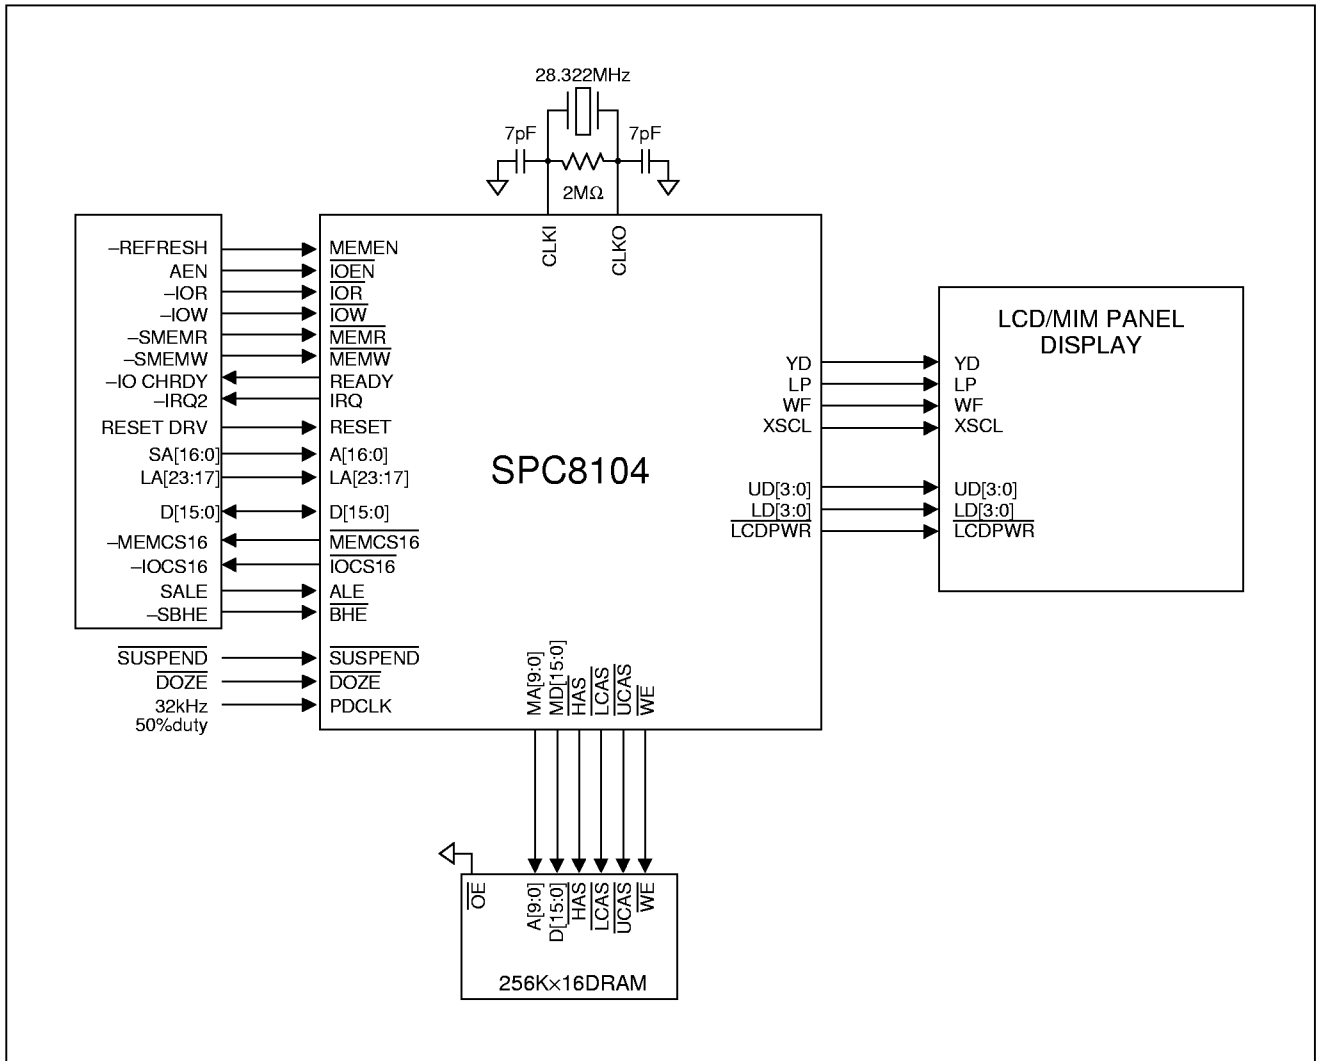 28.322MHz
7pF
7pF
2MΩ
CLKI
CLKO
–REFRESH
AEN
–IOR
–IOW
–SMEMR
–SMEMW
–IO CHRDY
–IRQ2
RESET DRV
SA[16:0]
LA[23:17]
D[15:0]
–MEMCS16
–IOCS16
SALE
–SBHE
SUSPEND
DOZE
32kHz
50%duty
MEMEN
IOEN
IOR
IOW
MEMR
MEMW
READY
IRQ
RESET
A[16:0]
LA[23:17]
D[15:0]
MEMCS16
IOCS16
ALE
BHE
SUSPEND
DOZE
PDCLK
SPC8104
YD
LP
WF
XSCL
UD[3:0]
LD[3:0]
LCDPWR
LCD/MIM PANEL
DISPLAY
YD
LP
WF
XSCL
UD[3:0]
LD[3:0]
LCDPWR
MA[9:0]
MD[15:0]
HAS
LCAS
UCAS
WE
OE
A[9:0]
D[15:0]
HAS
LCAS
UCAS
WE
256K×16DRAM